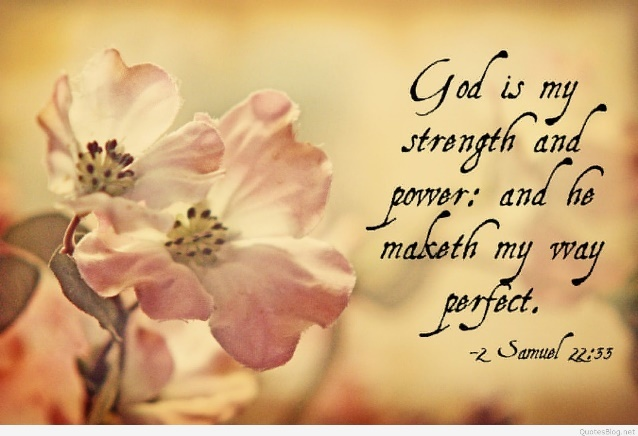 God is my
strength and
power: and he
maketh my way
perfect.
-2 Samuel 22:33
QuotesBlog.net